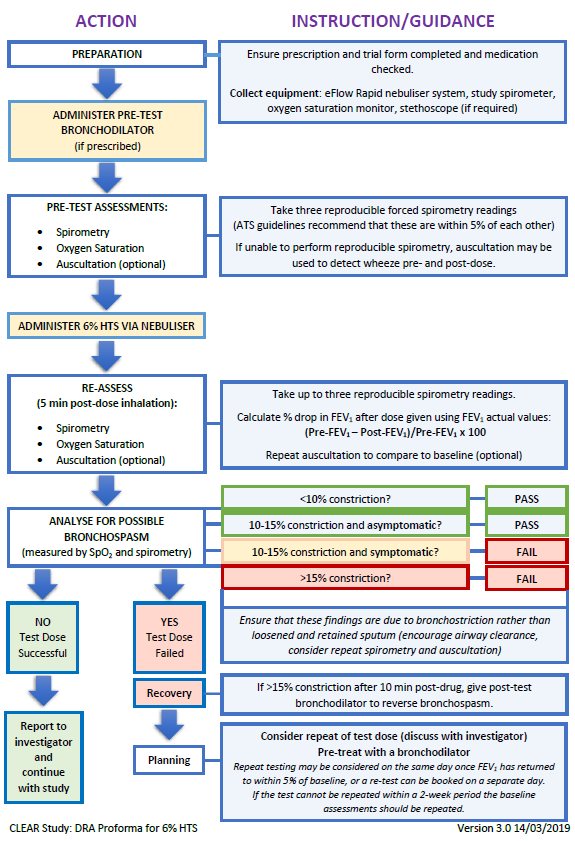 ACTION
INSTRUCTION/GUIDANCE
PREPARATION
Ensure prescription and trial form completed and medication
checked.
Collect equipment: eFlow Rapid nebuliser system, study spirometer,
oxygen saturation monitor, stethoscope (if required)
ADMINISTER PRE-TEST
BRONCHODILATOR
(if prescribed)
PRE-TEST ASSESSMENTS:
• Spirometry
• Oxygen Saturation
• Auscultation (optional)
Take three reproducible forced spirometry readings
(ATS guidelines recommend that these are within 5% of each other)
If unable to perform reproducible spirometry, auscultation may be
used to detect wheeze pre- and post-dose.
ADMINISTER 6% HTS VIA NEBULISER
RE-ASSESS
(5 min post-dose inhalation):
• Spirometry
• Oxygen Saturation
• Auscultation (optional)
Take up to three reproducible spirometry readings.
Calculate % drop in FEV₁ after dose given using FEV₁ actual values:
(Pre-FEV₁ – Post-FEV₁)/Pre-FEV₁ x 100
Repeat auscultation to compare to baseline (optional)
ANALYSE FOR POSSIBLE
BRONCHOSPASM
(measured by SpO₂ and spirometry)
<10% constriction?
PASS
10-15% constriction and asymptomatic?
PASS
10-15% constriction and symptomatic?
FAIL
>15% constriction?
FAIL
Ensure that these findings are due to bronchostriction rather than
loosened and retained sputum (encourage airway clearance,
consider repeat spirometry and auscultation)
NO
Test Dose
Successful
YES
Test Dose
Failed
Recovery
If >15% constriction after 10 min post-drug, give post-test
bronchodilator to reverse bronchospasm.
Report to
investigator
and
continue
with study
Planning
Consider repeat of test dose (discuss with investigator)
Pre-treat with a bronchodilator
Repeat testing may be considered on the same day once FEV₁ has returned
to within 5% of baseline, or a re-test can be booked on a separate day.
If the test cannot be repeated within a 2-week period the baseline
assessments should be repeated.
CLEAR Study: DRA Proforma for 6% HTS
Version 3.0 14/03/2019